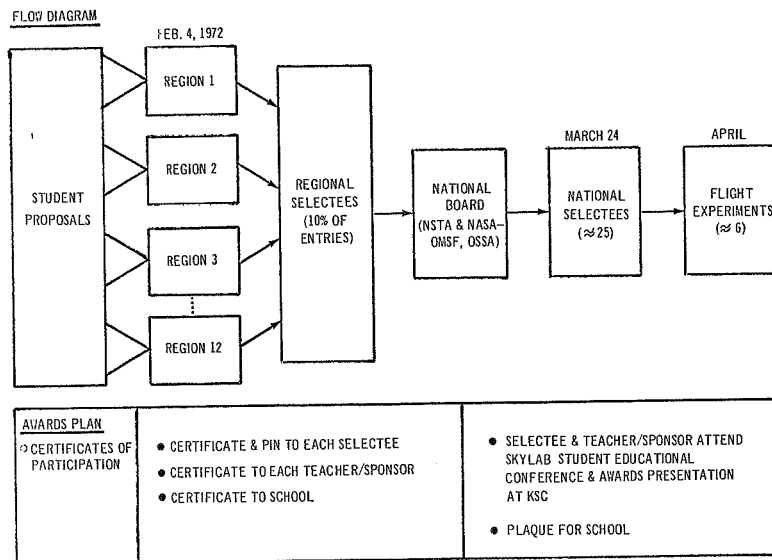 FLOW DIAGRAM
FEB. 4, 1972
STUDENT
PROPOSALS
REGION 1
REGION 2
REGION 3
REGION 12
REGIONAL
SELECTEES
(10% OF
ENTRIES)
NATIONAL
BOARD
(NSTA & NASA–
OMSF, OSSA)
MARCH 24
NATIONAL
SELECTEES
(≈25)
APRIL
FLIGHT
EXPERIMENTS
(≈ 6)
AWARDS PLAN
○ CERTIFICATES OF
PARTICIPATION
● CERTIFICATE & PIN TO EACH SELECTEE
● CERTIFICATE TO EACH TEACHER/SPONSOR
● CERTIFICATE TO SCHOOL
● SELECTEE & TEACHER/SPONSOR ATTEND
SKYLAB STUDENT EDUCATIONAL
CONFERENCE & AWARDS PRESENTATION
AT KSC
● PLAQUE FOR SCHOOL